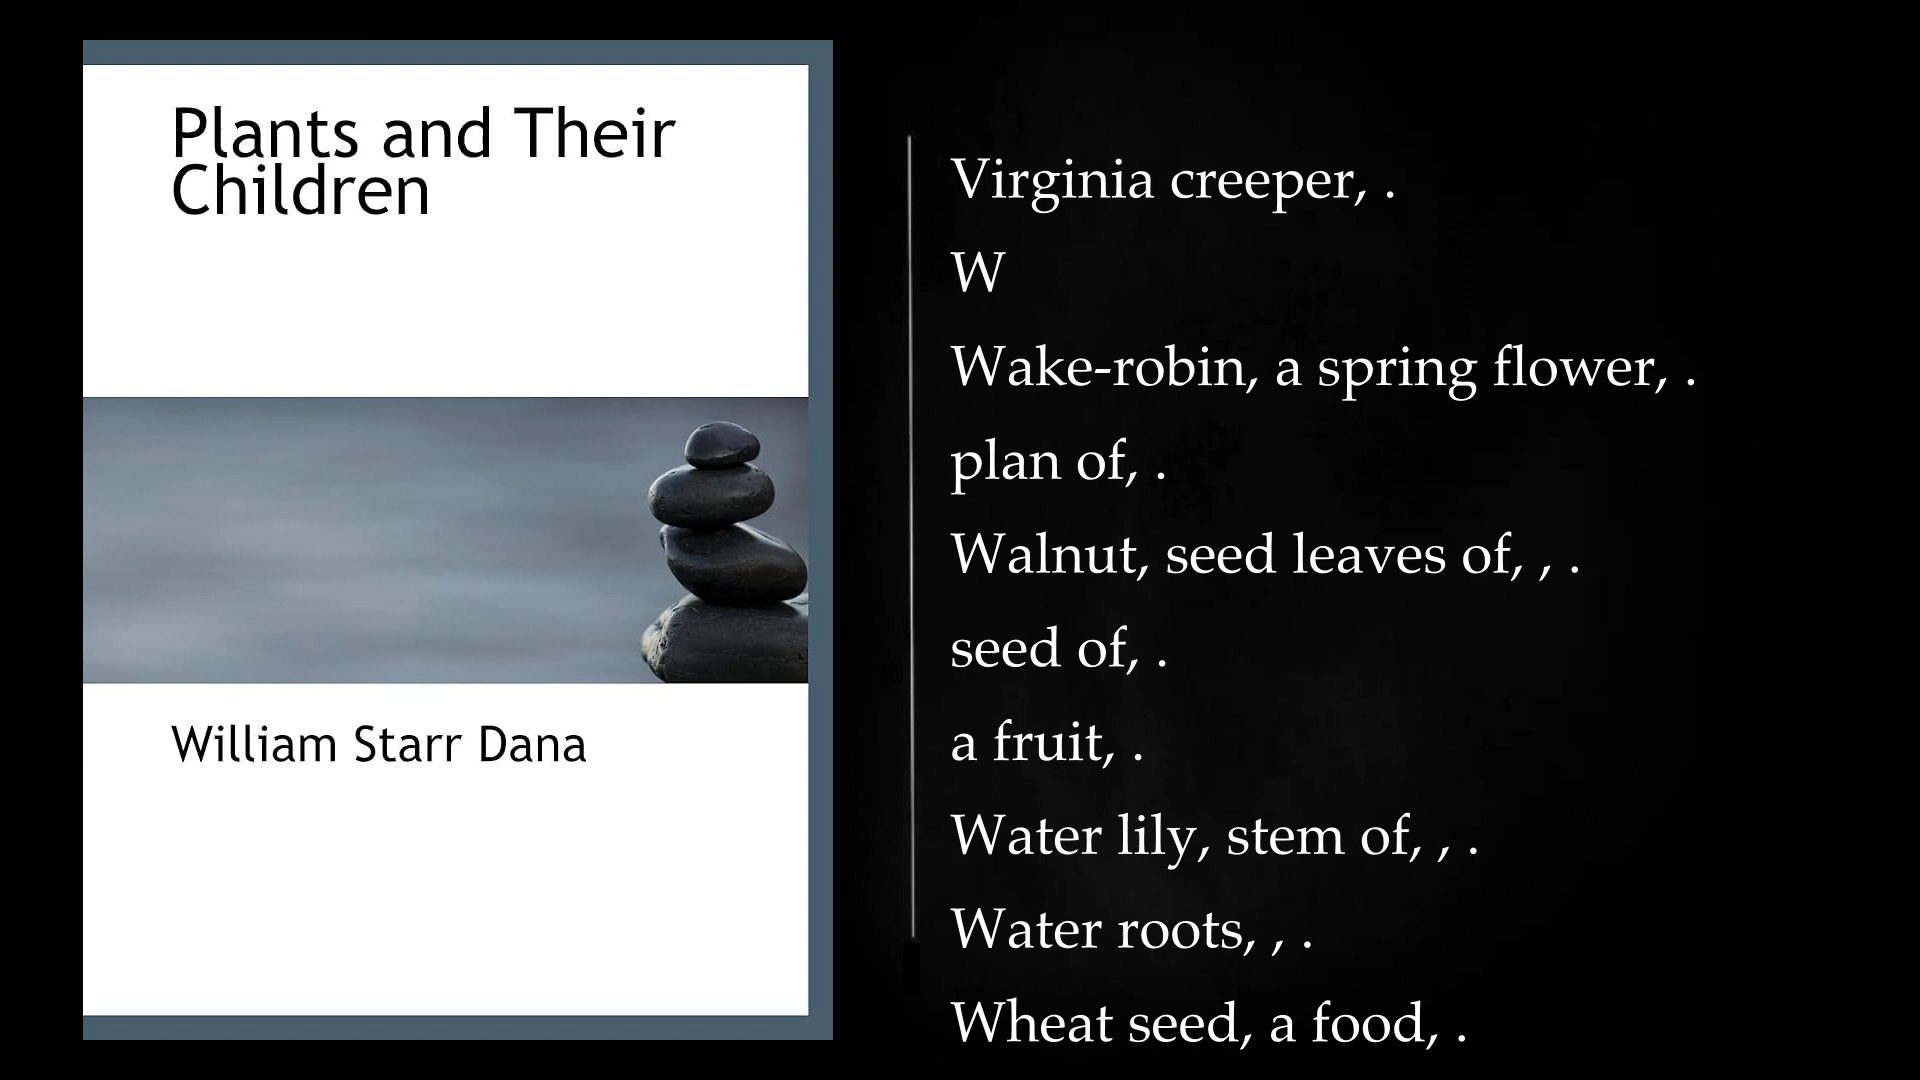 Plants and Their
Children
William Starr Dana
Virginia creeper, .
W
Wake-robin, a spring flower, .
plan of, .
Walnut, seed leaves of, , .
seed of, .
a fruit, .
Water lily, stem of, , .
Water roots, , .
Wheat seed, a food, .